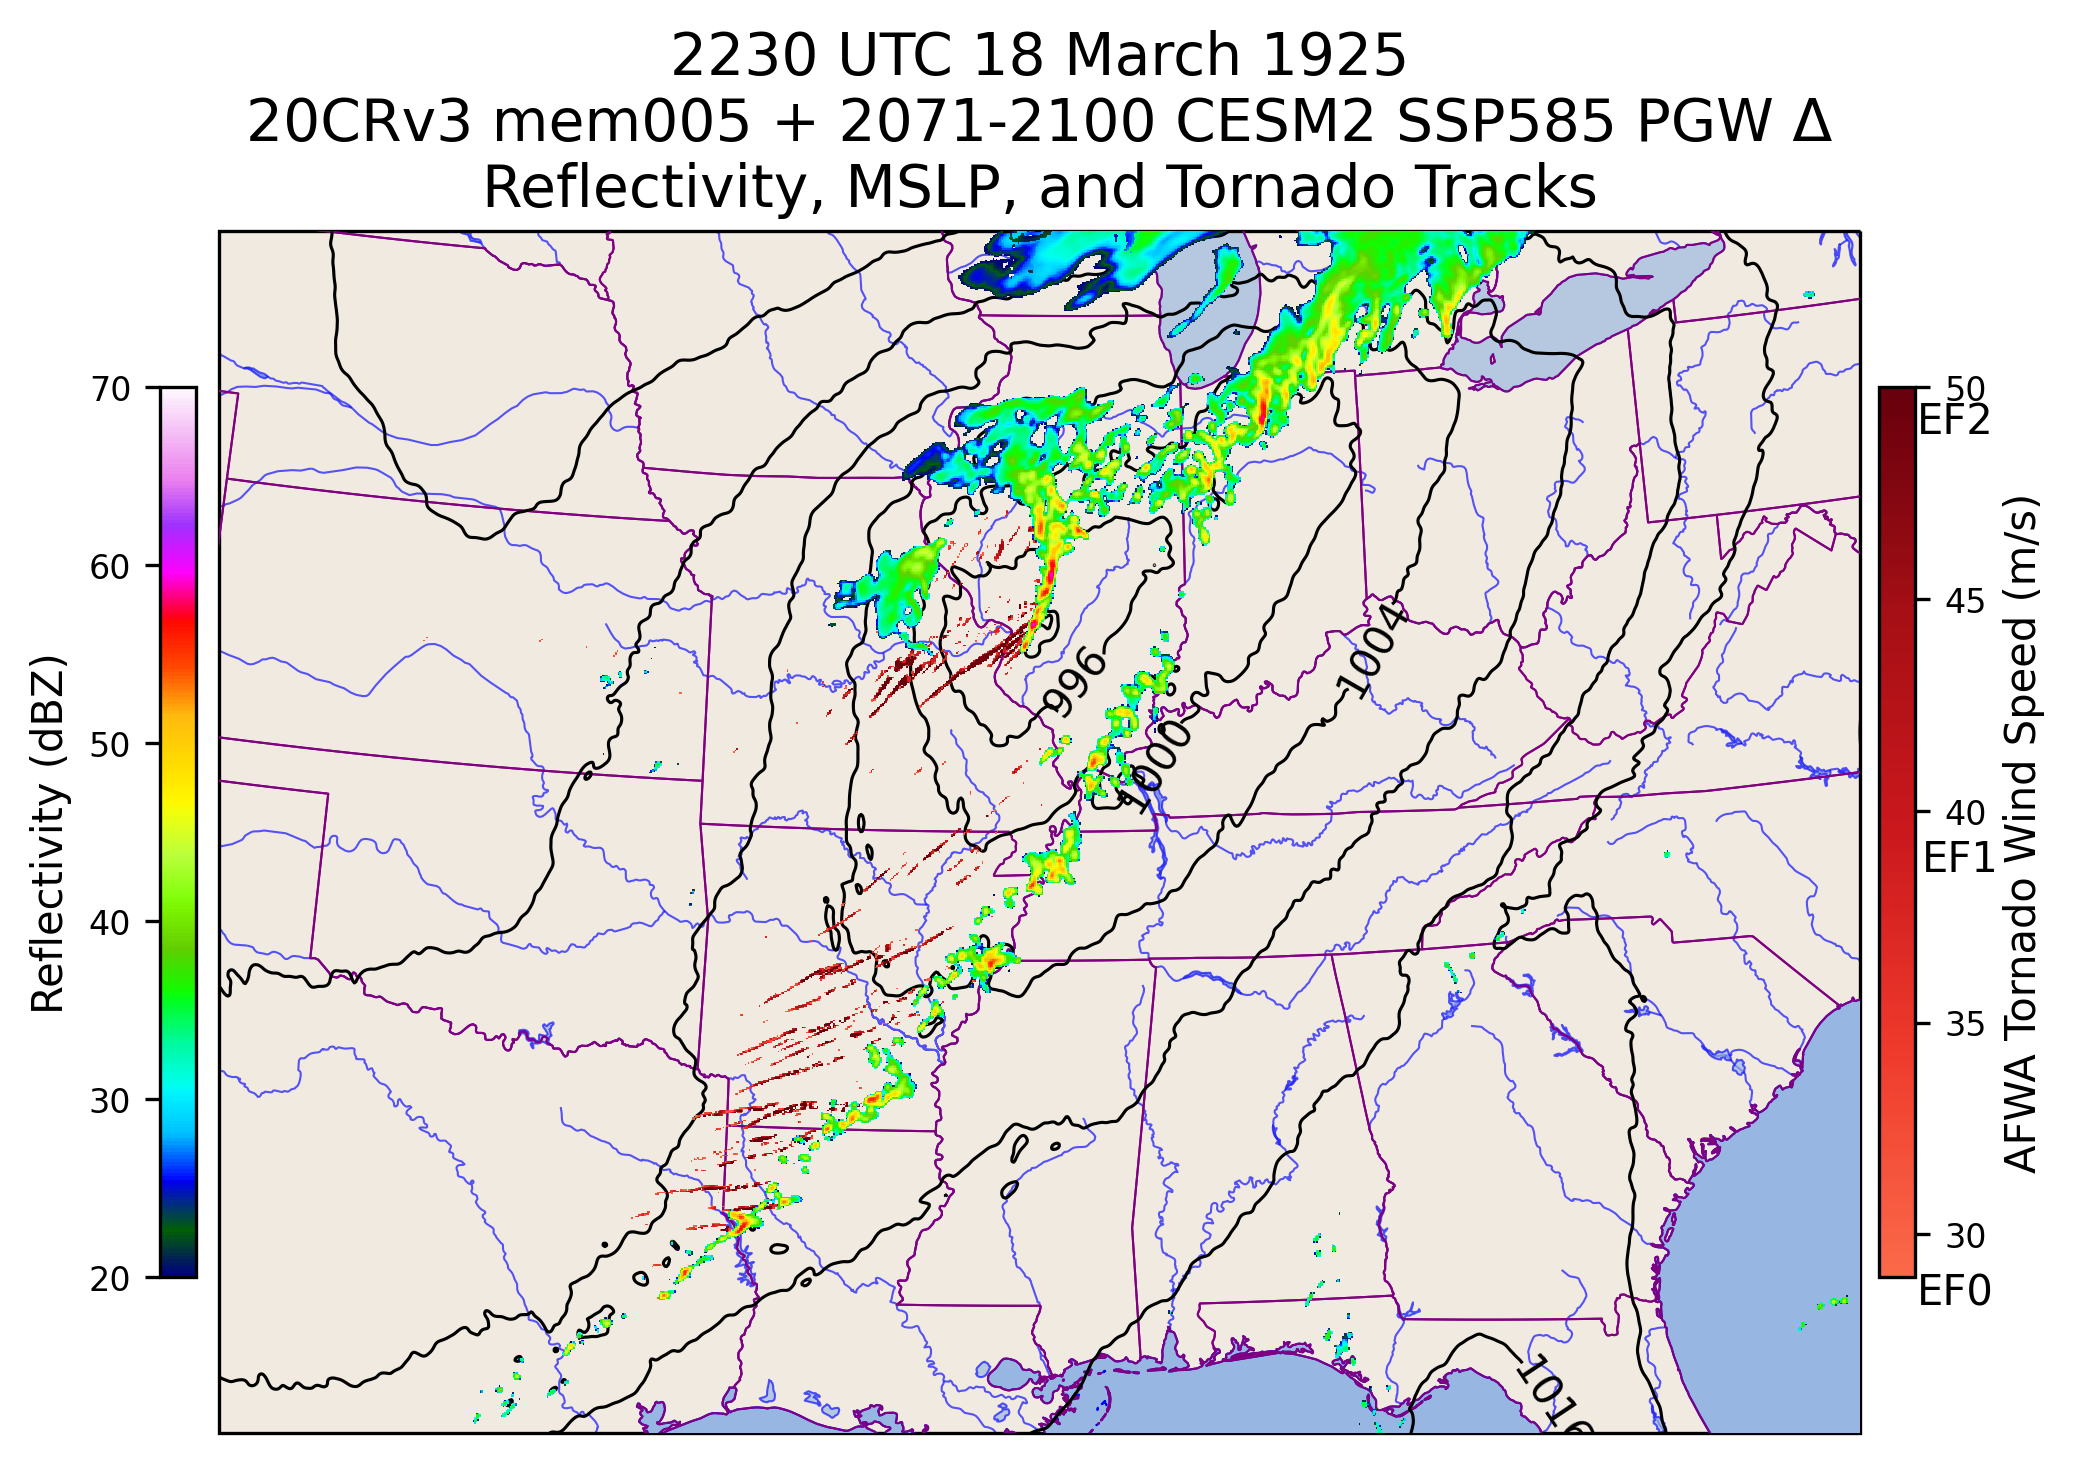 2230 UTC 18 March 1925
20CRv3 mem005 + 2071-2100 CESM2 SSP585 PGW Δ
Reflectivity, MSLP, and Tornado Tracks
70
60
50
40
30
20
Reflectivity (dBZ)
996
1000
1004
1016
50
EF2
45
40
EF1
35
30
EF0
AFWA Tornado Wind Speed (m/s)